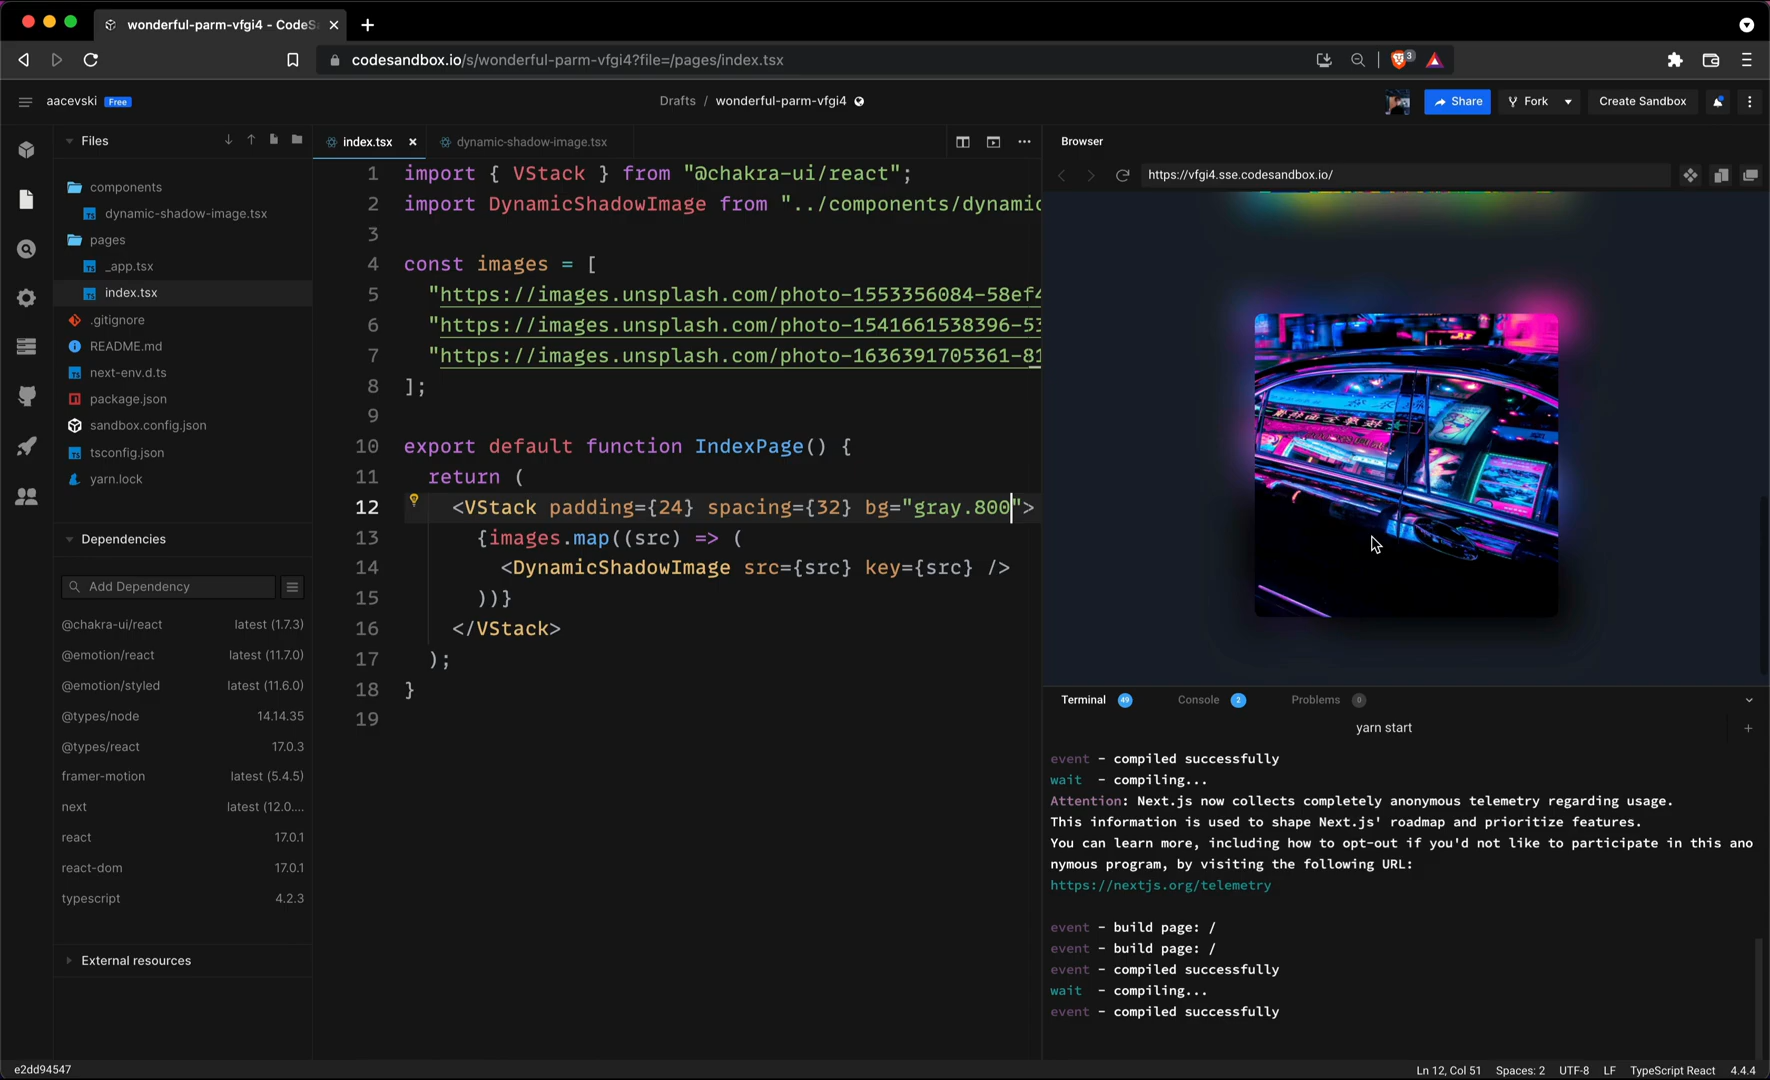 wonderful-parm-vfgi4 - CodeS
codesandbox.io/s/wonderful-parm-vfgi4?file=/pages/index.tsx
3
aacevski Free
Drafts / wonderful-parm-vfgi4
Share
Fork
Create Sandbox
Files
components
dynamic-shadow-image.tsx
pages
_app.tsx
index.tsx
.gitignore
README.md
next-env.d.ts
package.json
sandbox.config.json
tsconfig.json
yarn.lock
Dependencies
Add Dependency
@chakra-ui/react latest (1.7.3)
@emotion/react latest (11.7.0)
@emotion/styled latest (11.6.0)
@types/node 14.14.35
@types/react 17.0.3
framer-motion latest (5.4.5)
next latest (12.0....
react 17.0.1
react-dom 17.0.1
typescript 4.2.3
External resources
index.tsx
dynamic-shadow-image.tsx
1 import { VStack } from "@chakra-ui/react";
2 import DynamicShadowImage from "../components/dynamic
3
4 const images = [
5 "https://images.unsplash.com/photo-1553356084-58ef4
6 "https://images.unsplash.com/photo-1541661538396-53
7 "https://images.unsplash.com/photo-1636391705361-81
8 ];
9
10 export default function IndexPage() {
11 return (
12 <VStack padding={24} spacing={32} bg="gray.800">
13 {images.map((src) => (
14 <DynamicShadowImage src={src} key={src} />
15 ))}
16 </VStack>
17 );
18 }
19
Browser
https://vfgi4.sse.codesandbox.io/
Terminal 49
Console 2
Problems 0
yarn start
event - compiled successfully
wait - compiling...
Attention: Next.js now collects completely anonymous telemetry regarding usage.
This information is used to shape Next.js' roadmap and prioritize features.
You can learn more, including how to opt-out if you'd not like to participate in this ano
nymous program, by visiting the following URL:
https://nextjs.org/telemetry
event - build page: /
event - build page: /
event - compiled successfully
wait - compiling...
event - compiled successfully
e2dd94547
Ln 12, Col 51 Spaces: 2 UTF-8 LF TypeScript React 4.4.4